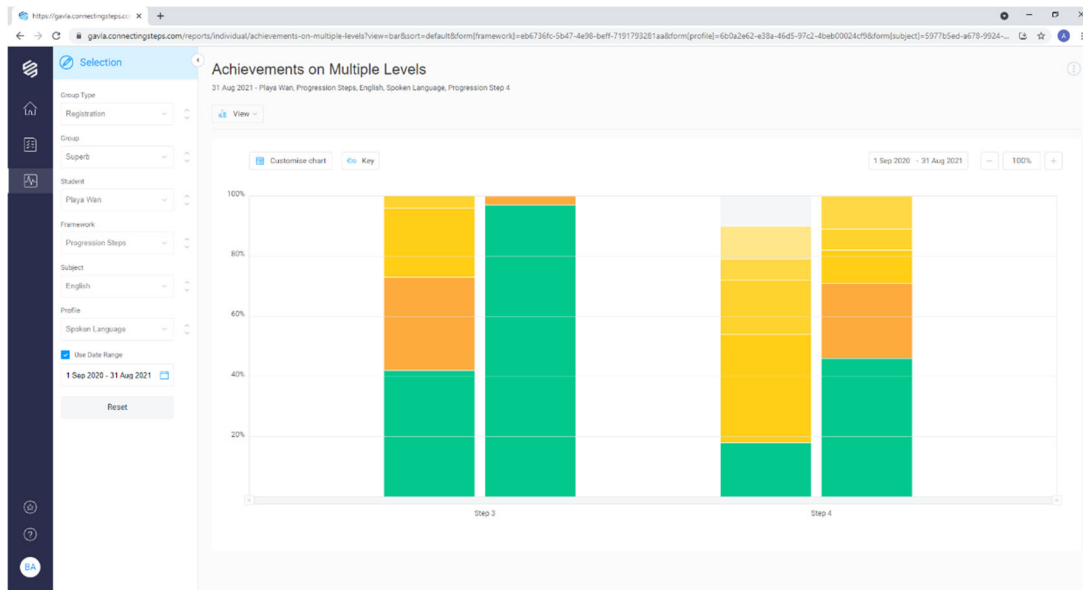 https://gavla.connectingsteps.co
https://gavla.connectingsteps.com/reports/individual/achievements-on-multiple-levels?view=bar&sort=default&form[framework]=eb6736fc-5b47-4e98-beff-7191793281aa&form[profile]=6b0a2e62-e38a-46d5-97c2-4beb00024cf9&form[subject]=5977b5ed-a678-9924-...
A
Selection
Group Type
Registration
Group
Superb
Student
Playa Wan
Framework
Progression Steps
Subject
English
Profile
Spoken Language
Use Date Range
1 Sep 2020 - 31 Aug 2021
Reset
BA
Achievements on Multiple Levels
31 Aug 2021 - Playa Wan, Progression Steps, English, Spoken Language, Progression Step 4
View
Customise chart Key 1 Sep 2020 - 31 Aug 2021 100%
100%
80%
60%
40%
20%
Step 3 Step 4